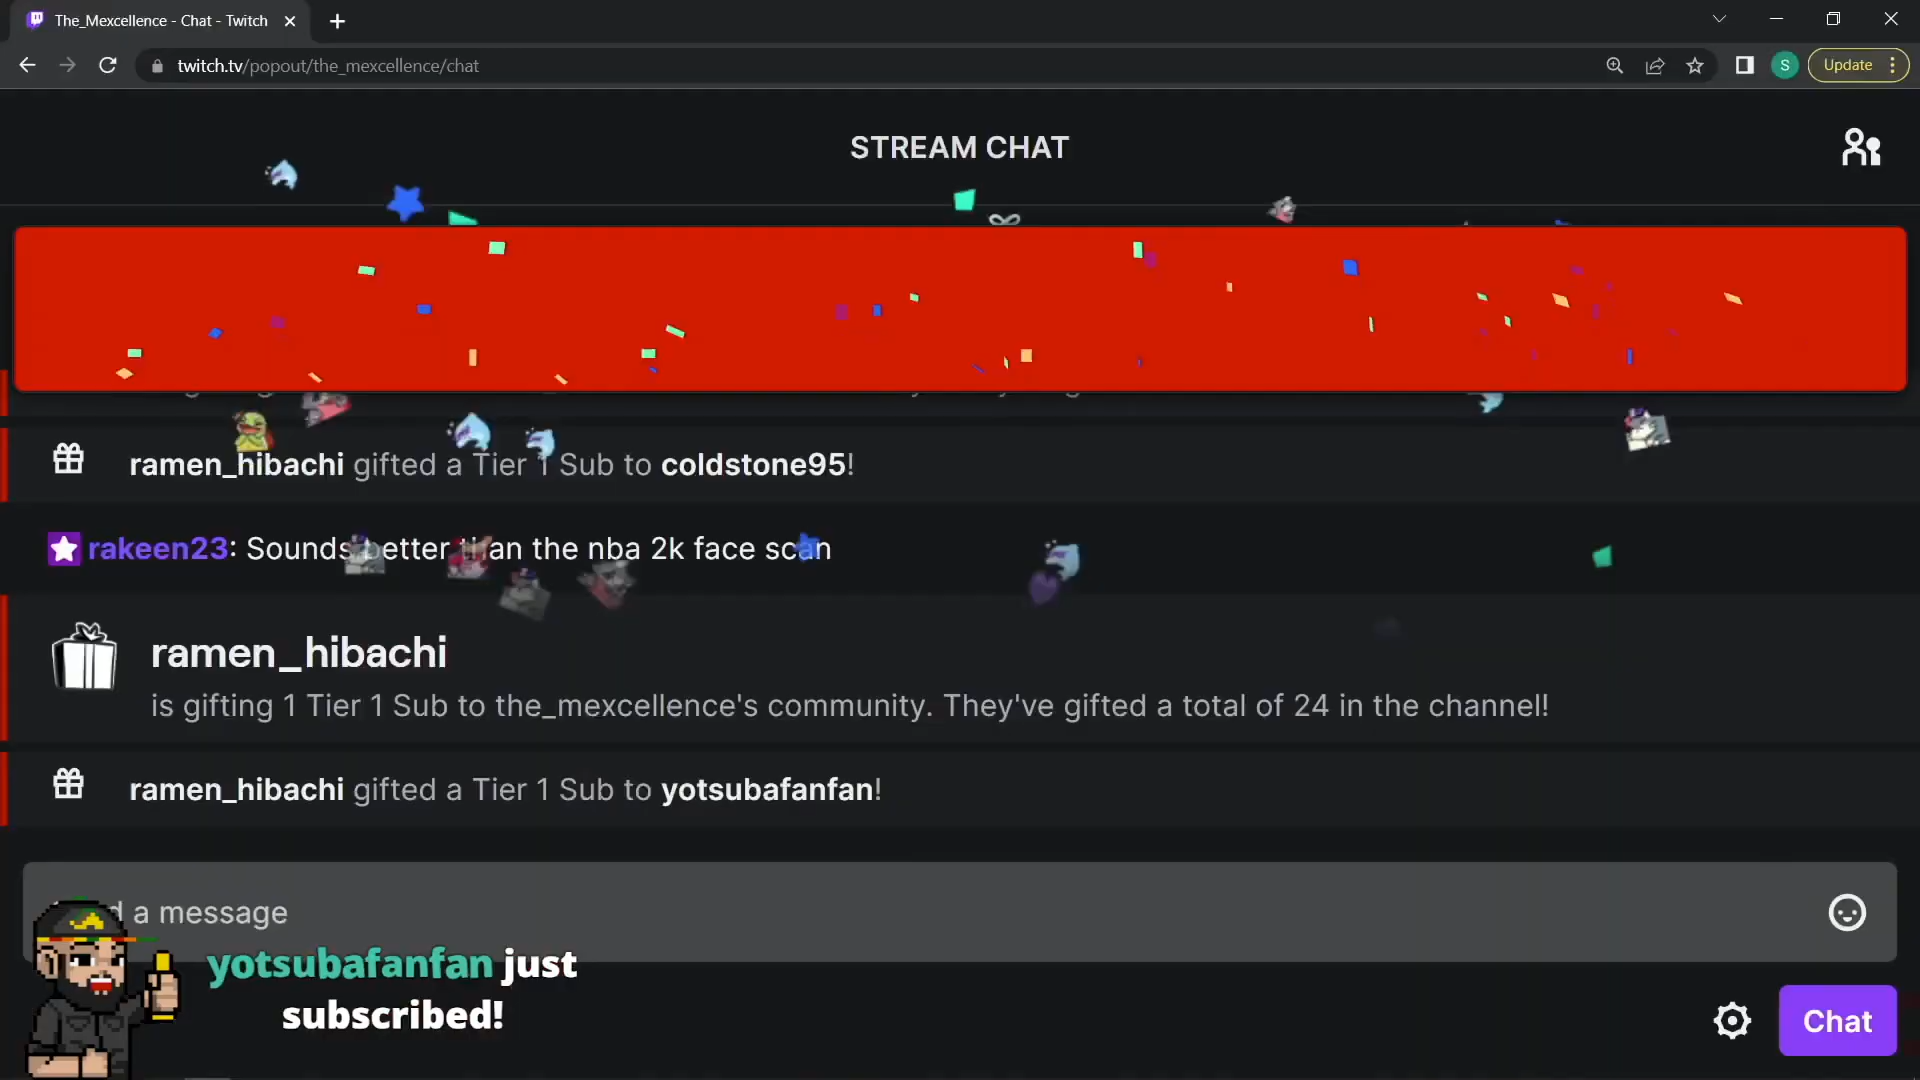 The_Mexcellence - Chat - Twitch
twitch.tv/popout/the_mexcellence/chat
S
Update
STREAM CHAT
ramen_hibachi gifted a Tier 1 Sub to coldstone95!
rakeen23: Sounds better than the nba 2k face scan
ramen_hibachi
is gifting 1 Tier 1 Sub to the_mexcellence's community. They've gifted a total of 24 in the channel!
ramen_hibachi gifted a Tier 1 Sub to yotsubafanfan!
a message
yotsubafanfan just
subscribed!
Chat